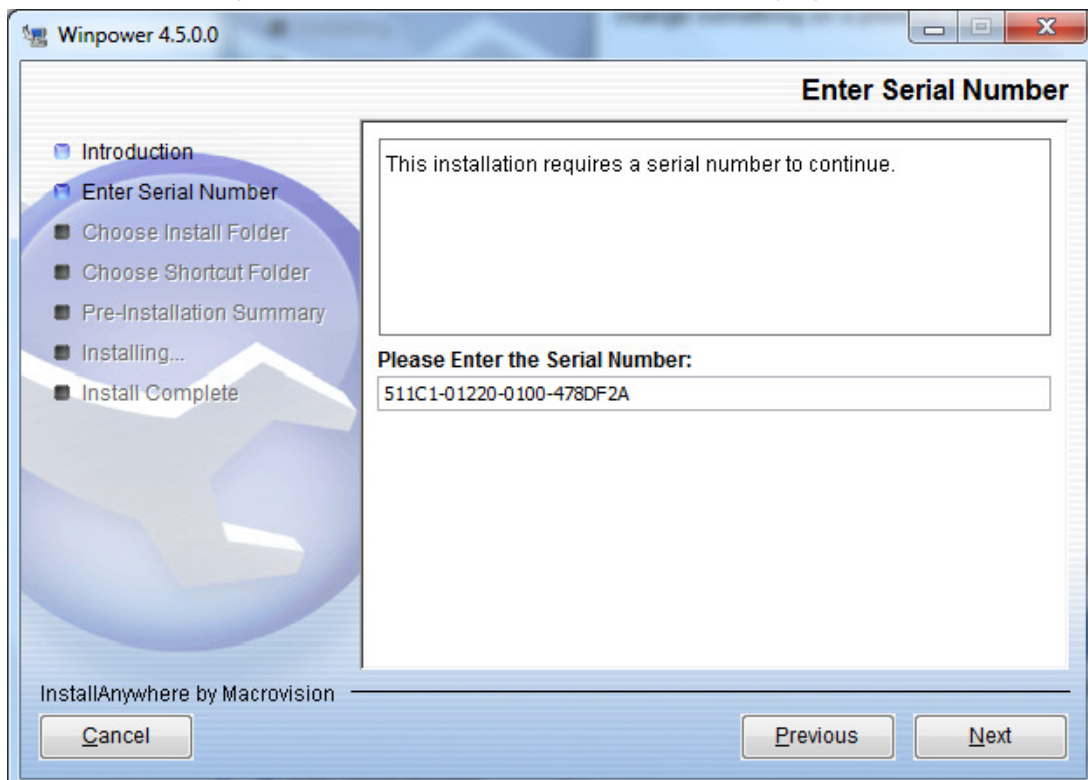 Winpower 4.5.0.0
Enter Serial Number
Introduction
Enter Serial Number
Choose Install Folder
Choose Shortcut Folder
Pre-Installation Summary
Installing...
Install Complete
This installation requires a serial number to continue.
Please Enter the Serial Number:
511C1-01220-0100-478DF2A
InstallAnywhere by Macrovision
Cancel
Previous
Next